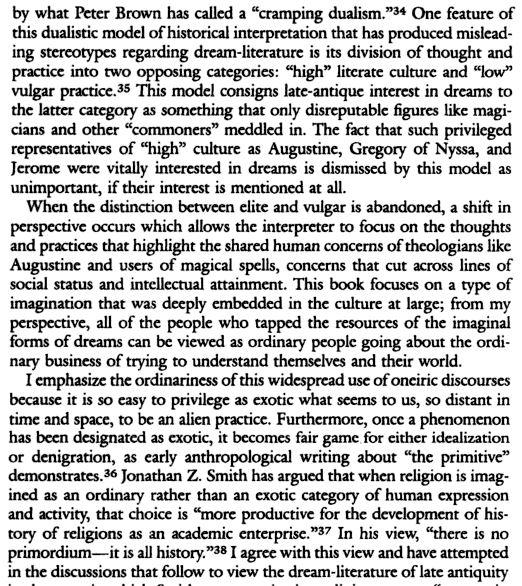 by what Peter Brown has called a “cramping dualism.”34 One feature of
this dualistic model of historical interpretation that has produced mislead-
ing stereotypes regarding dream-literature is its division of thought and
practice into two opposing categories: “high” literate culture and “low”
vulgar practice.35 This model consigns late-antique interest in dreams to
the latter category as something that only disreputable figures like magi-
cians and other “commoners” meddled in. The fact that such privileged
representatives of “high” culture as Augustine, Gregory of Nyssa, and
Jerome were vitally interested in dreams is dismissed by this model as
unimportant, if their interest is mentioned at all.
When the distinction between elite and vulgar is abandoned, a shift in
perspective occurs which allows the interpreter to focus on the thoughts
and practices that highlight the shared human concerns of theologians like
Augustine and users of magical spells, concerns that cut across lines of
social status and intellectual attainment. This book focuses on a type of
imagination that was deeply embedded in the culture at large; from my
perspective, all of the people who tapped the resources of the imaginal
forms of dreams can be viewed as ordinary people going about the ordi-
nary business of trying to understand themselves and their world.
I emphasize the ordinariness of this widespread use of oneiric discourses
because it is so easy to privilege as exotic what seems to us, so distant in
time and space, to be an alien practice. Furthermore, once a phenomenon
has been designated as exotic, it becomes fair game for either idealization
or denigration, as early anthropological writing about “the primitive”
demonstrates.36 Jonathan Z. Smith has argued that when religion is imag-
ined as an ordinary rather than an exotic category of human expression
and activity, that choice is “more productive for the development of his-
tory of religions as an academic enterprise.”37 In his view, “there is no
primordium—it is all history.”38 I agree with this view and have attempted
in the discussions that follow to view the dream-literature of late antiquity